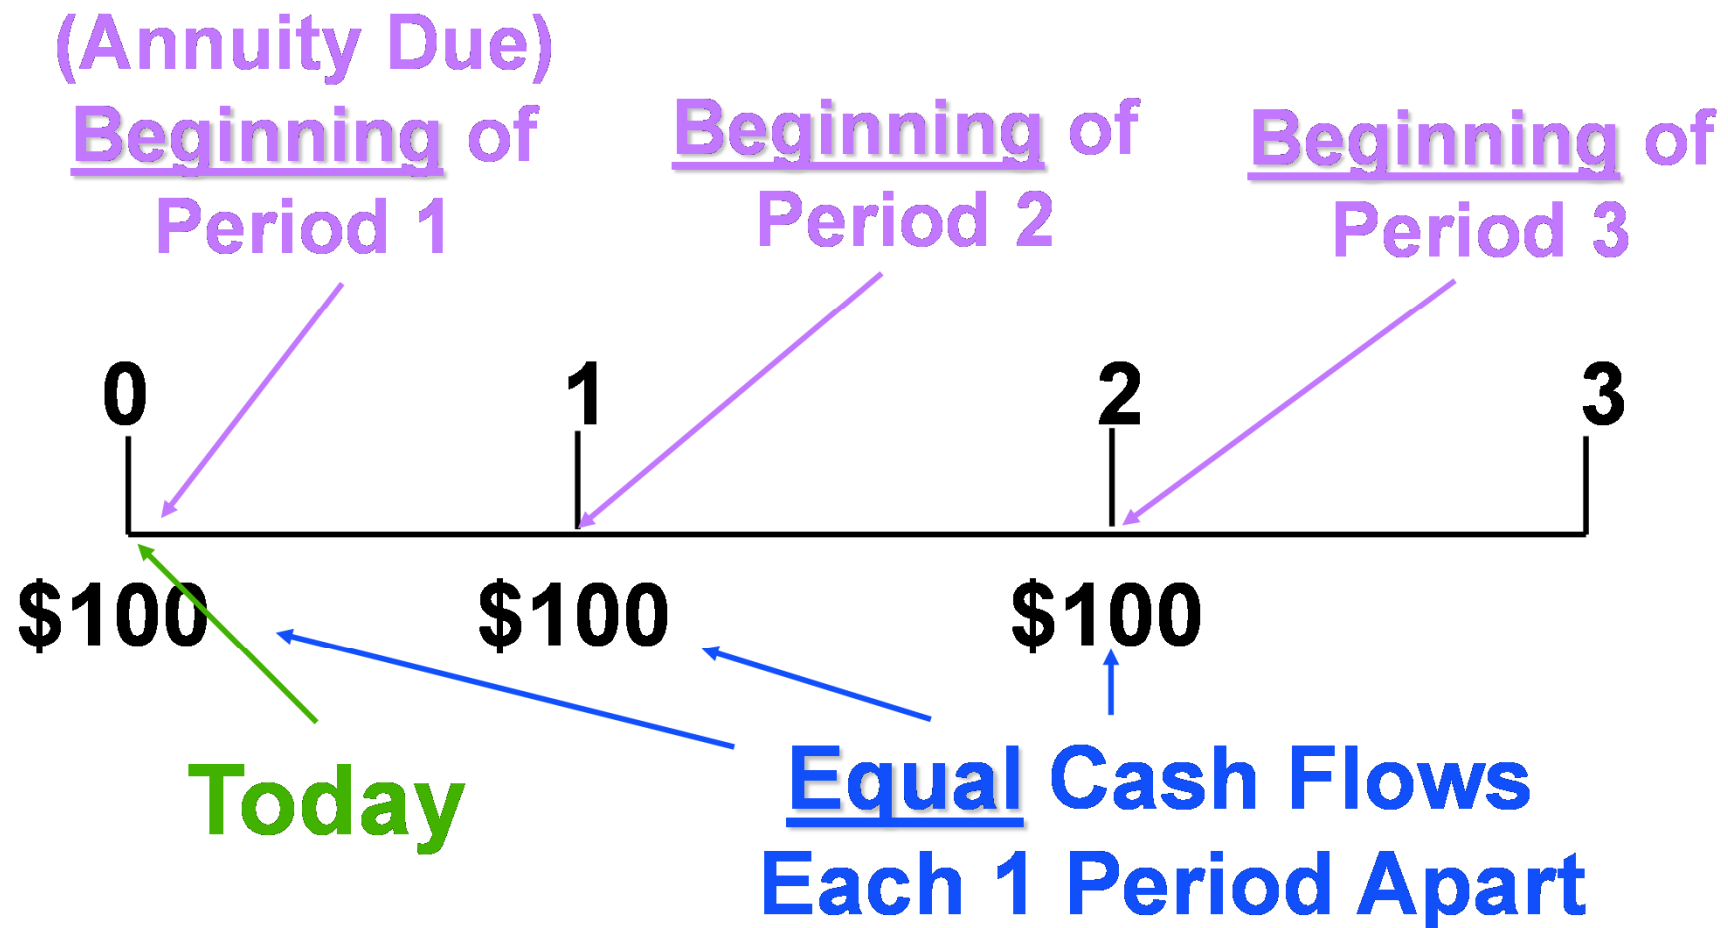 (Annuity Due)
Beginning of
Period 1
Beginning of
Period 2
Beginning of
Period 3
0 1 2 3
$100 $100 $100
Today
Equal Cash Flows
Each 1 Period Apart